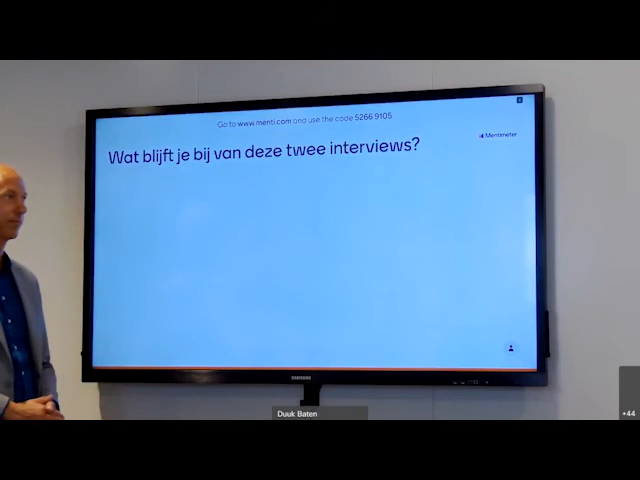 Go to www.menti.com and use the code 5266 9105
Mentimeter
Wat blijft je bij van deze twee interviews?
SAMSUNG
Duuk Baten
+44